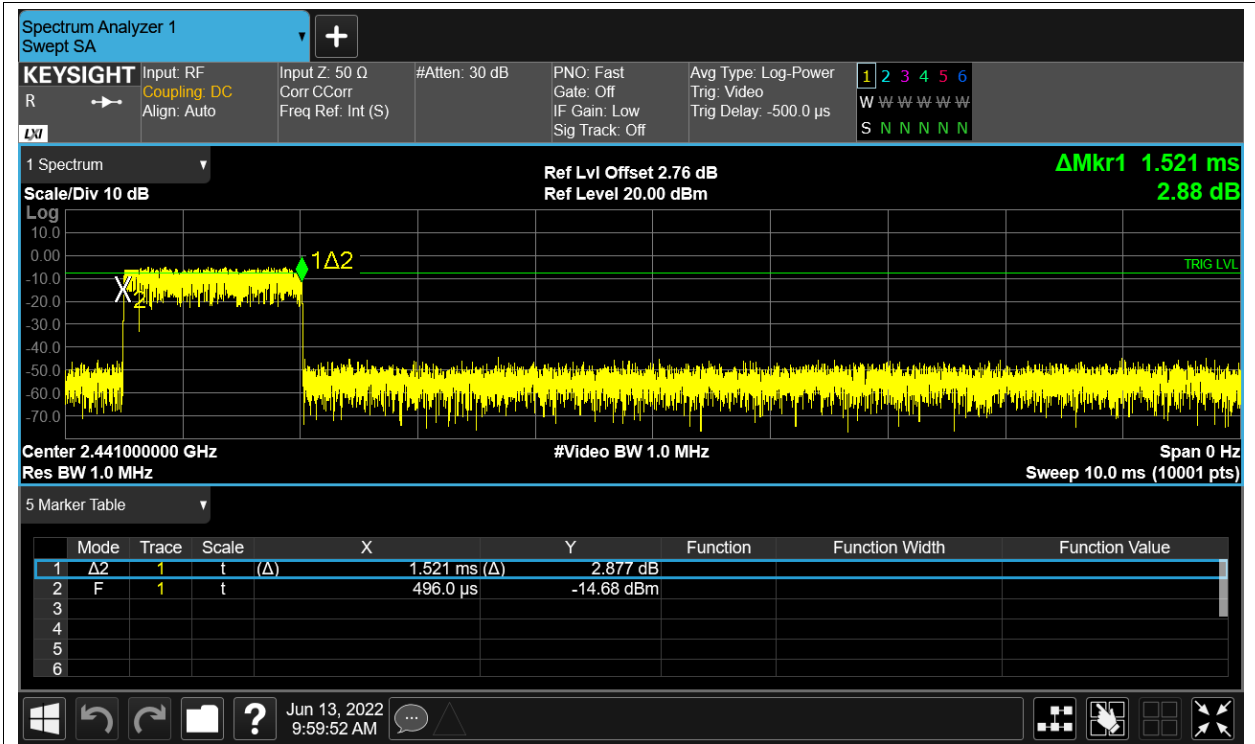 Spectrum Analyzer 1
Swept SA
KEYSIGHT Input: RF Input Z: 50 Ω #Atten: 30 dB PNO: Fast Avg Type: Log-Power 1 2 3 4 5 6
R Coupling: DC Corr CCorr Gate: Off Trig: Video W W W W W W
Align: Auto Freq Ref: Int (S) IF Gain: Low Trig Delay: -500.0 µs
LXI Sig Track: Off S N N N N N
1 Spectrum
ΔMkr1 1.521 ms
Ref Lvl Offset 2.76 dB
Scale/Div 10 dB Ref Level 20.00 dBm 2.88 dB
Log
10.0
0.00 1Δ2
TRIG LVL
-10.0
X2
-20.0
-30.0
-40.0
-50.0
-60.0
-70.0
Center 2.441000000 GHz #Video BW 1.0 MHz Span 0 Hz
Res BW 1.0 MHz Sweep 10.0 ms (10001 pts)
5 Marker Table
Mode Trace Scale X Y Function Function Width Function Value
1 Δ2 1 t (Δ) 1.521 ms (Δ) 2.877 dB
2 F 1 t 496.0 µs -14.68 dBm
3
4
5
6
? Jun 13, 2022
9:59:52 AM